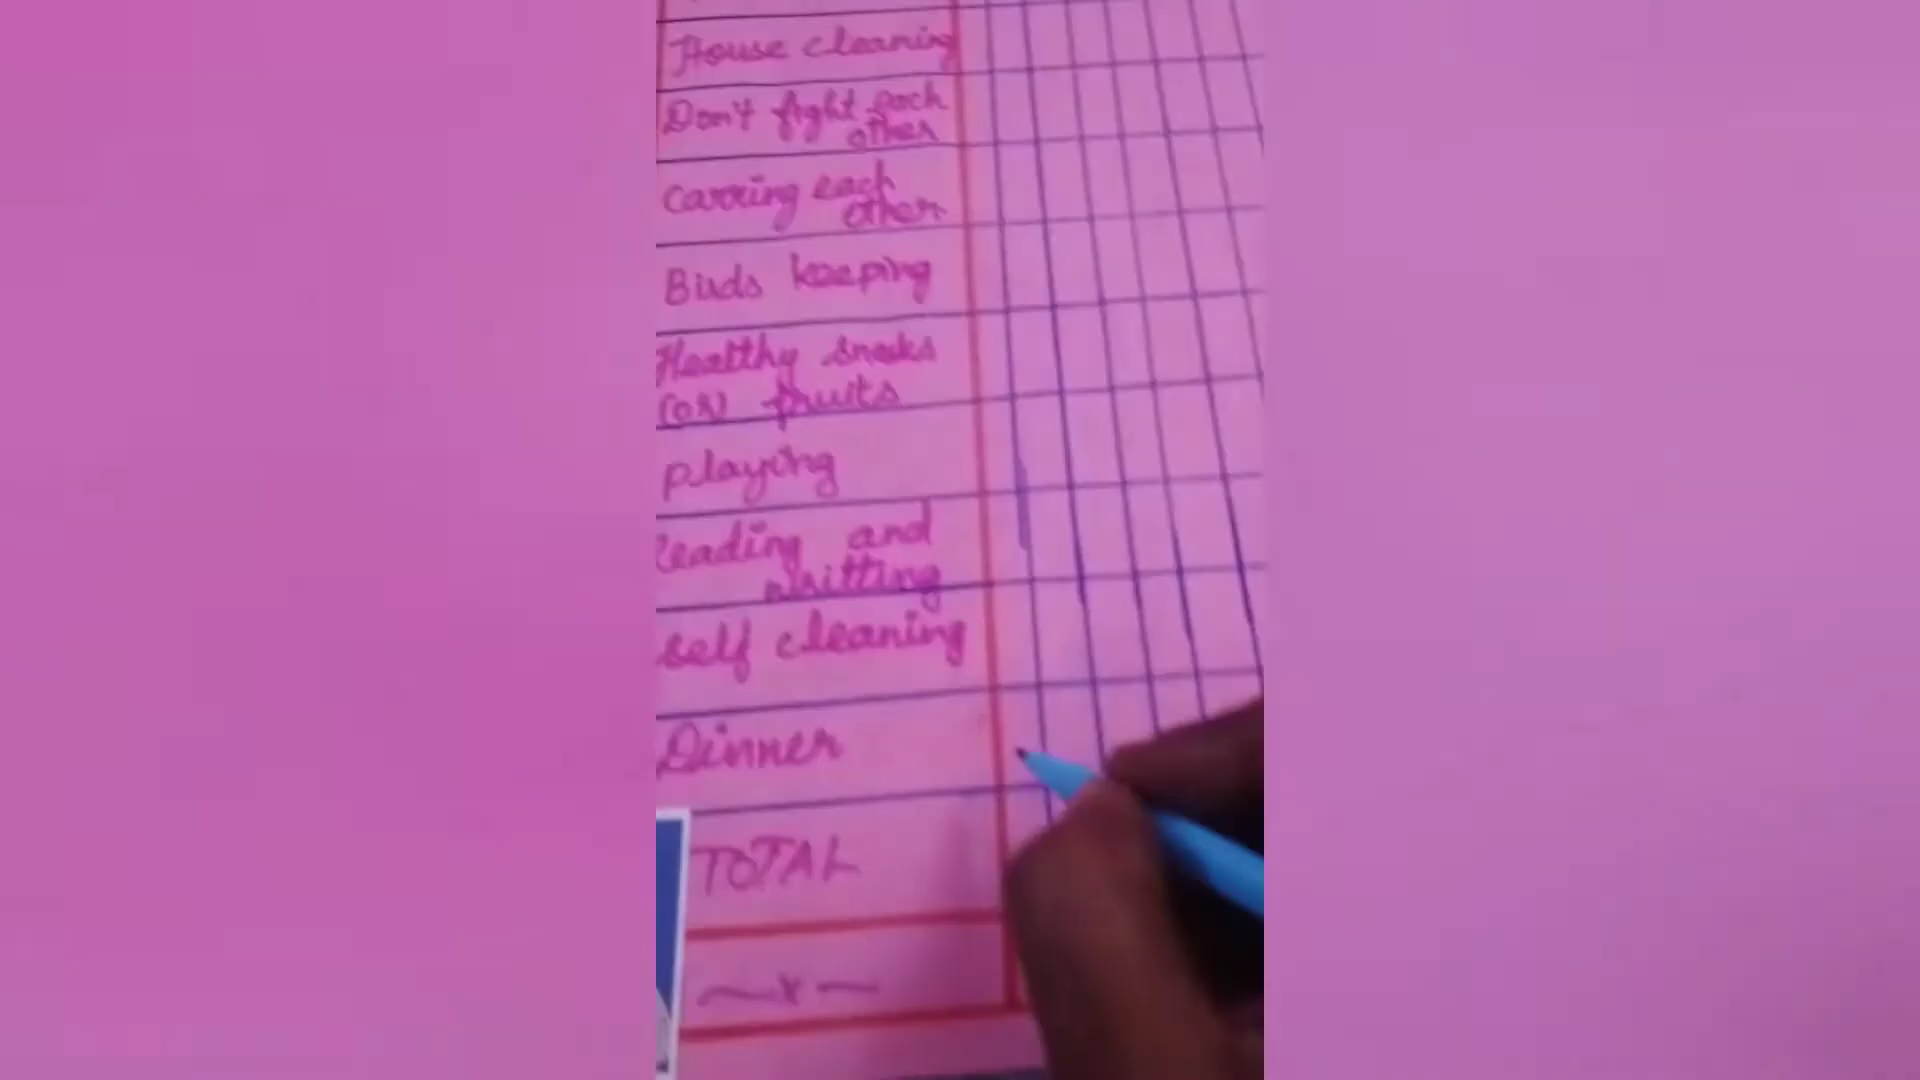 House cleaning
Don't fight each
other
Carring each
other
Birds keeping
Healthy snaks
(or) fruits
playing
Reading and
writting
self cleaning
Dinner
TOTAL
~x~